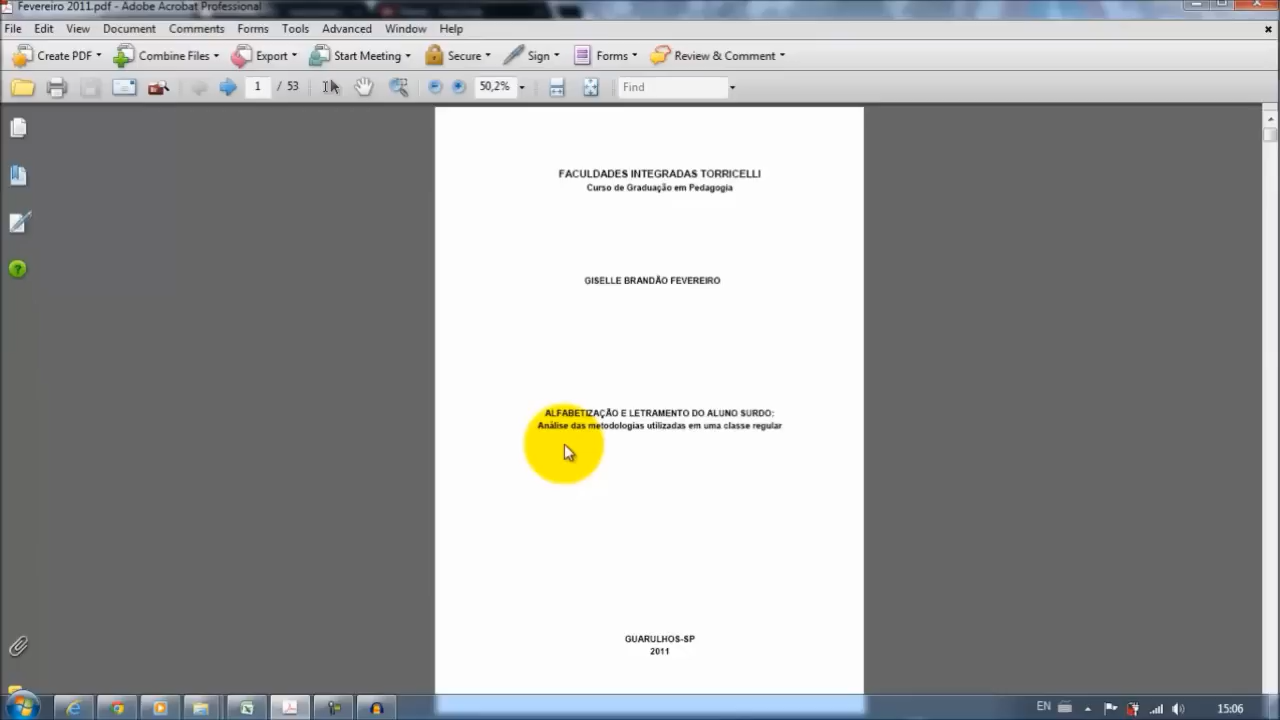 Fevereiro 2011.pdf - Adobe Acrobat Professional
File Edit View Document Comments Forms Tools Advanced Window Help
Create PDF Combine Files Export Start Meeting Secure Sign Forms Review & Comment
1 / 53 50,2% Find
FACULDADES INTEGRADAS TORRICELLI
Curso de Graduação em Pedagogia
GISELLE BRANDÃO FEVEREIRO
ALFABETIZAÇÃO E LETRAMENTO DO ALUNO SURDO:
Análise das metodologias utilizadas em uma classe regular
GUARULHOS-SP
2011
EN 15:06